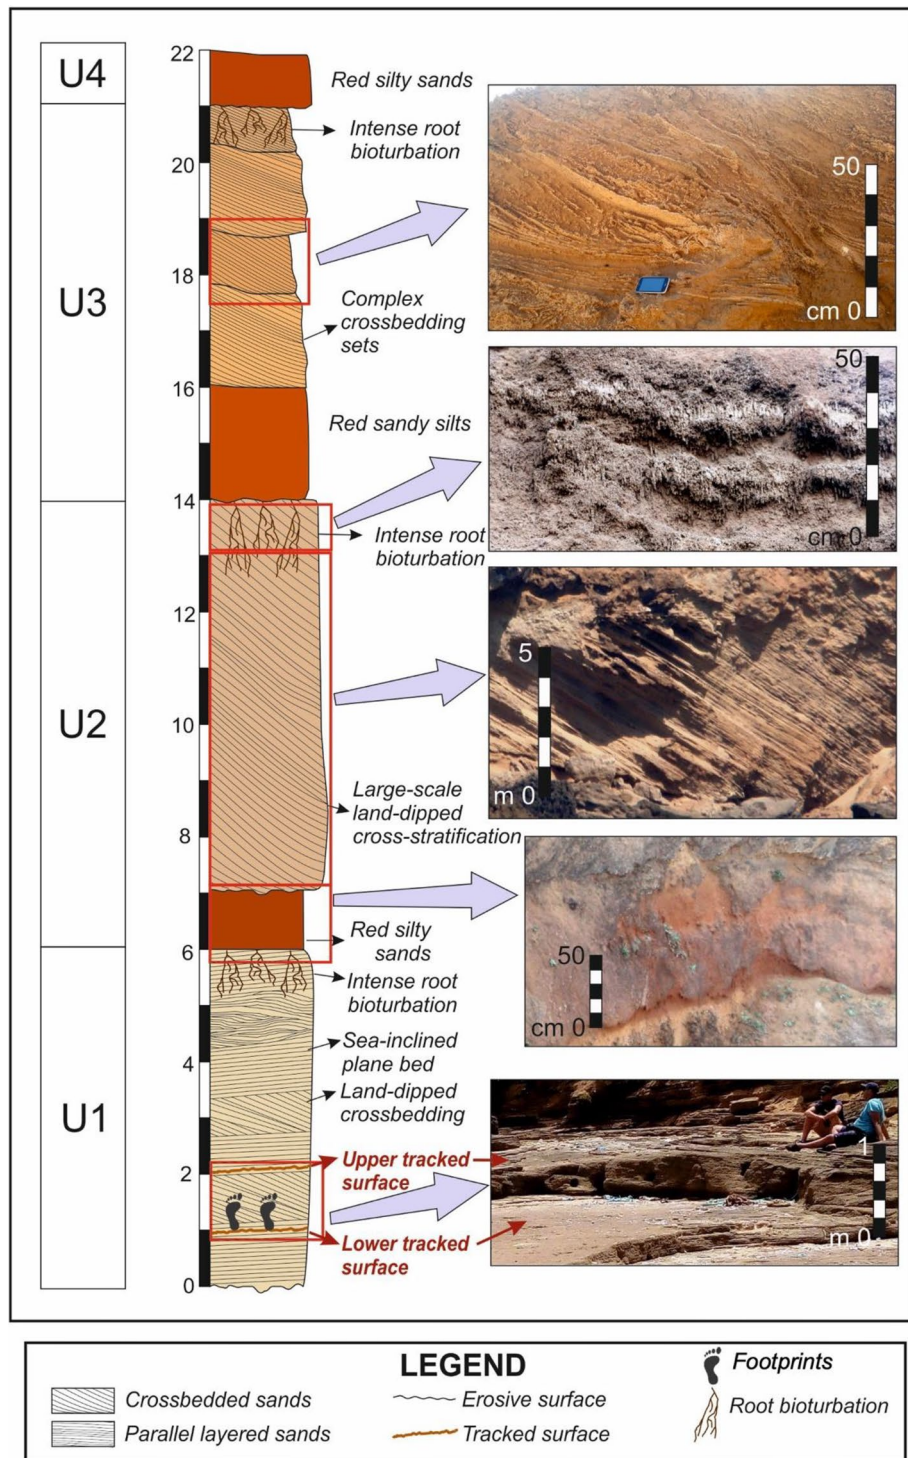 U4
U3
U2
U1
22
20
18
16
14
12
10
8
6
4
2
0
Red silty sands
Intense root
bioturbation
Complex
crossbedding
sets
Red sandy silts
Intense root
bioturbation
Large-scale
land-dipped
cross-stratification
Red silty
sands
Intense root
bioturbation
Sea-inclined
plane bed
Land-dipped
crossbedding
Upper tracked
surface
Lower tracked
surface
50
cm 0
50
cm 0
5
m 0
50
cm 0
1
m 0
LEGEND
Crossbedded sands
Parallel layered sands
Erosive surface
Tracked surface
Footprints
Root bioturbation